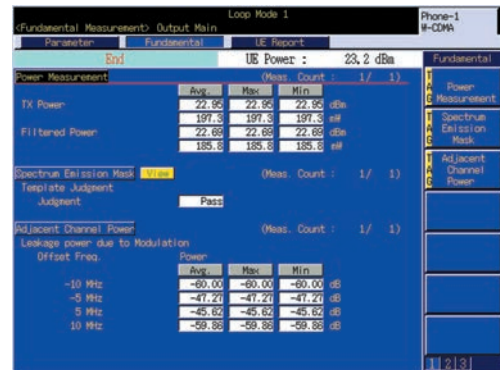 Loop Mode 1
<Fundamental Measurement> Output Main
Phone-1
W-CDMA
Parameter Fundamental UE Report
End UE Power : 23.2 dBm
Fundamental
Power Measurement (Meas. Count : 1/ 1)
Avg. Max Min
TX Power 22.95 22.95 22.95 dBm
197.3 197.3 197.3 mW
Filtered Power 22.69 22.69 22.69 dBm
185.8 185.8 185.8 mW
Spectrum Emission Mask View (Meas. Count : 1/ 1)
Template Judgment
Judgment Pass
Adjacent Channel Power (Meas. Count : 1/ 1)
Leakage power due to Modulation
Offset Freq. Power
Avg. Max Min
-10 MHz -60.00 -60.00 -60.00 dB
-5 MHz -47.27 -47.27 -47.27 dB
5 MHz -45.62 -45.62 -45.62 dB
10 MHz -59.86 -59.86 -59.86 dB
TAG Power Measurement
TAG Spectrum Emission Mask
TAG Adjacent Channel Power
1 2 3